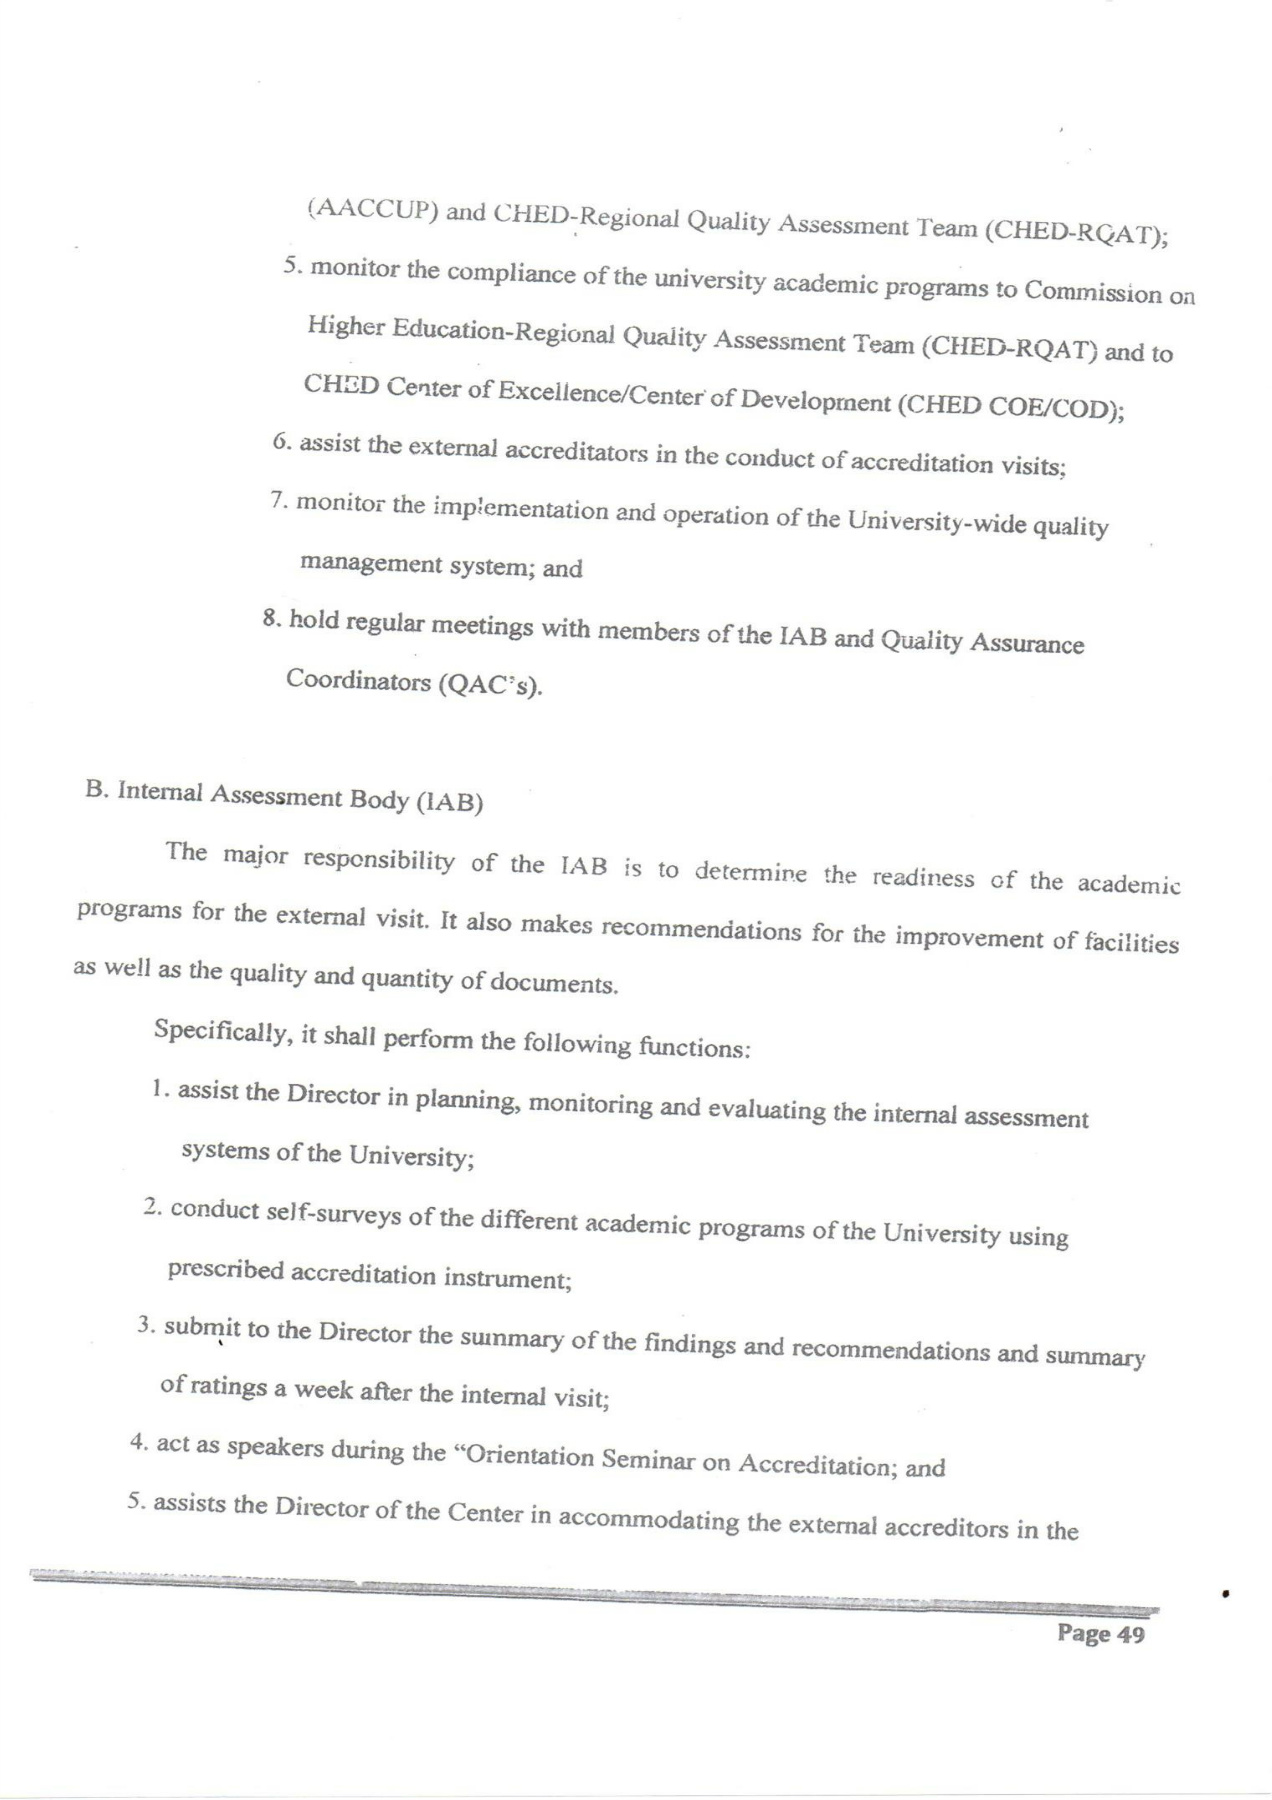 (AACCUP) and CHED-Regional Quality Assessment Team (CHED-RQAT);
5. monitor the compliance of the university academic programs to Commission on
Higher Education-Regional Quality Assessment Team (CHED-RQAT) and to
CHED Center of Excellence/Center of Development (CHED COE/COD);
6. assist the external accreditators in the conduct of accreditation visits;
7. monitor the implementation and operation of the University-wide quality
management system; and
8. hold regular meetings with members of the IAB and Quality Assurance
Coordinators (QAC's).
B. Internal Assessment Body (IAB)
The major responsibility of the IAB is to determine the readiness of the academic
programs for the external visit. It also makes recommendations for the improvement of facilities
as well as the quality and quantity of documents.
Specifically, it shall perform the following functions:
1. assist the Director in planning, monitoring and evaluating the internal assessment
systems of the University;
2. conduct self-surveys of the different academic programs of the University using
prescribed accreditation instrument;
3. submit to the Director the summary of the findings and recommendations and summary
of ratings a week after the internal visit;
4. act as speakers during the “Orientation Seminar on Accreditation; and
5. assists the Director of the Center in accommodating the external accreditors in the
Page 49